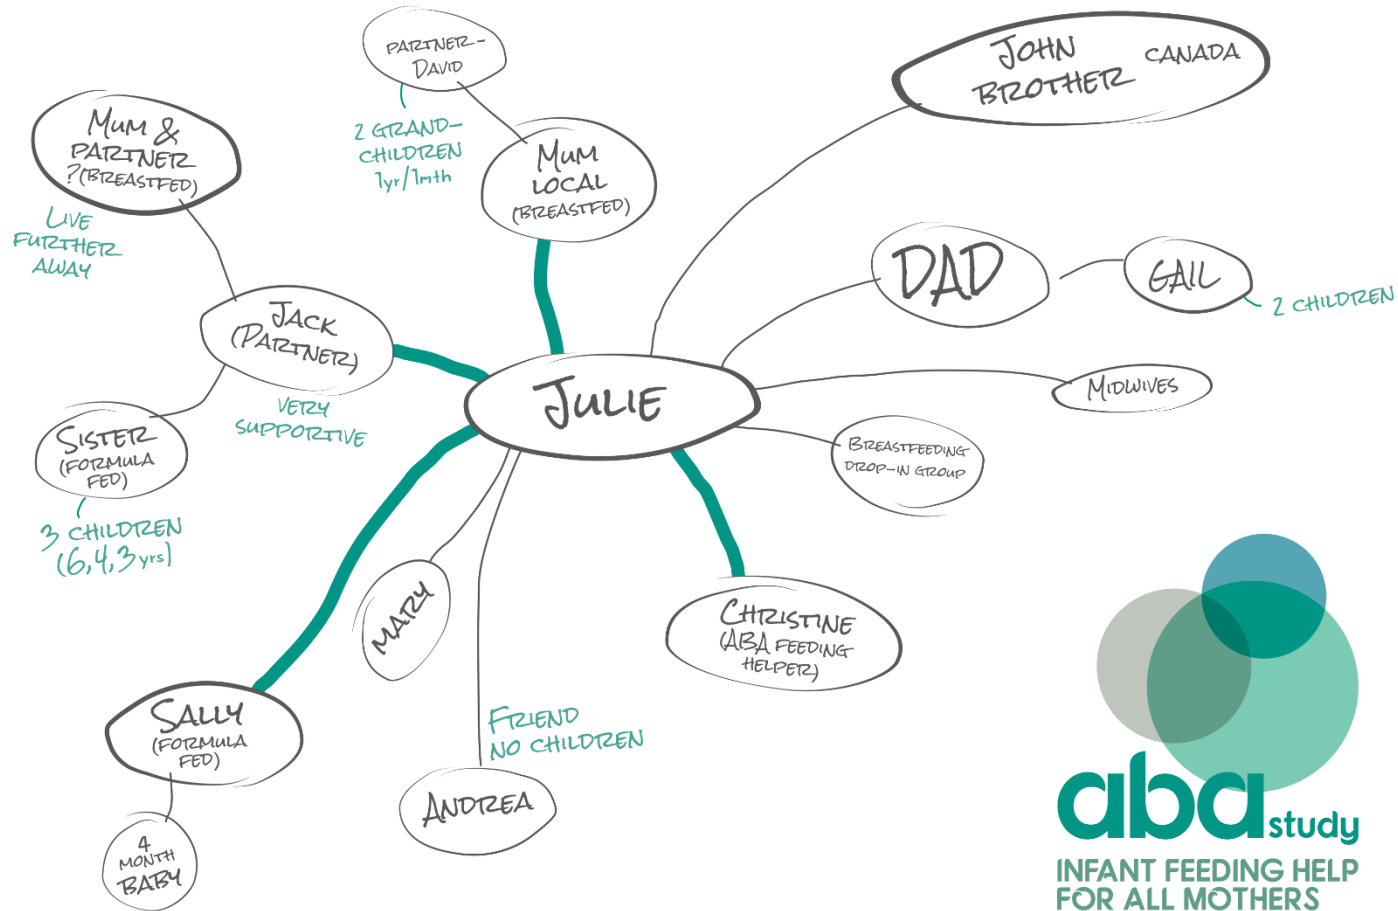 PARTNER-
DAVID
2 GRAND-
CHILDREN
1yr/1mth
MUM
LOCAL
(BREASTFED)
JOHN
BROTHER
CANADA
MUM &
PARTNER
?(BREASTFED)
LIVE
FURTHER
AWAY
JACK
(PARTNER)
VERY
SUPPORTIVE
SISTER
(FORMULA
FED)
3 CHILDREN
(6,4,3 yrs)
DAD
GAIL
2 CHILDREN
JULIE
MIDWIVES
BREASTFEEDING
DROP-IN GROUP
CHRISTINE
(ABA FEEDING
HELPER)
MARY
FRIEND
NO CHILDREN
ANDREA
SALLY
(FORMULA
FED)
4
MONTH
BABY
aba study
INFANT FEEDING HELP
FOR ALL MOTHERS